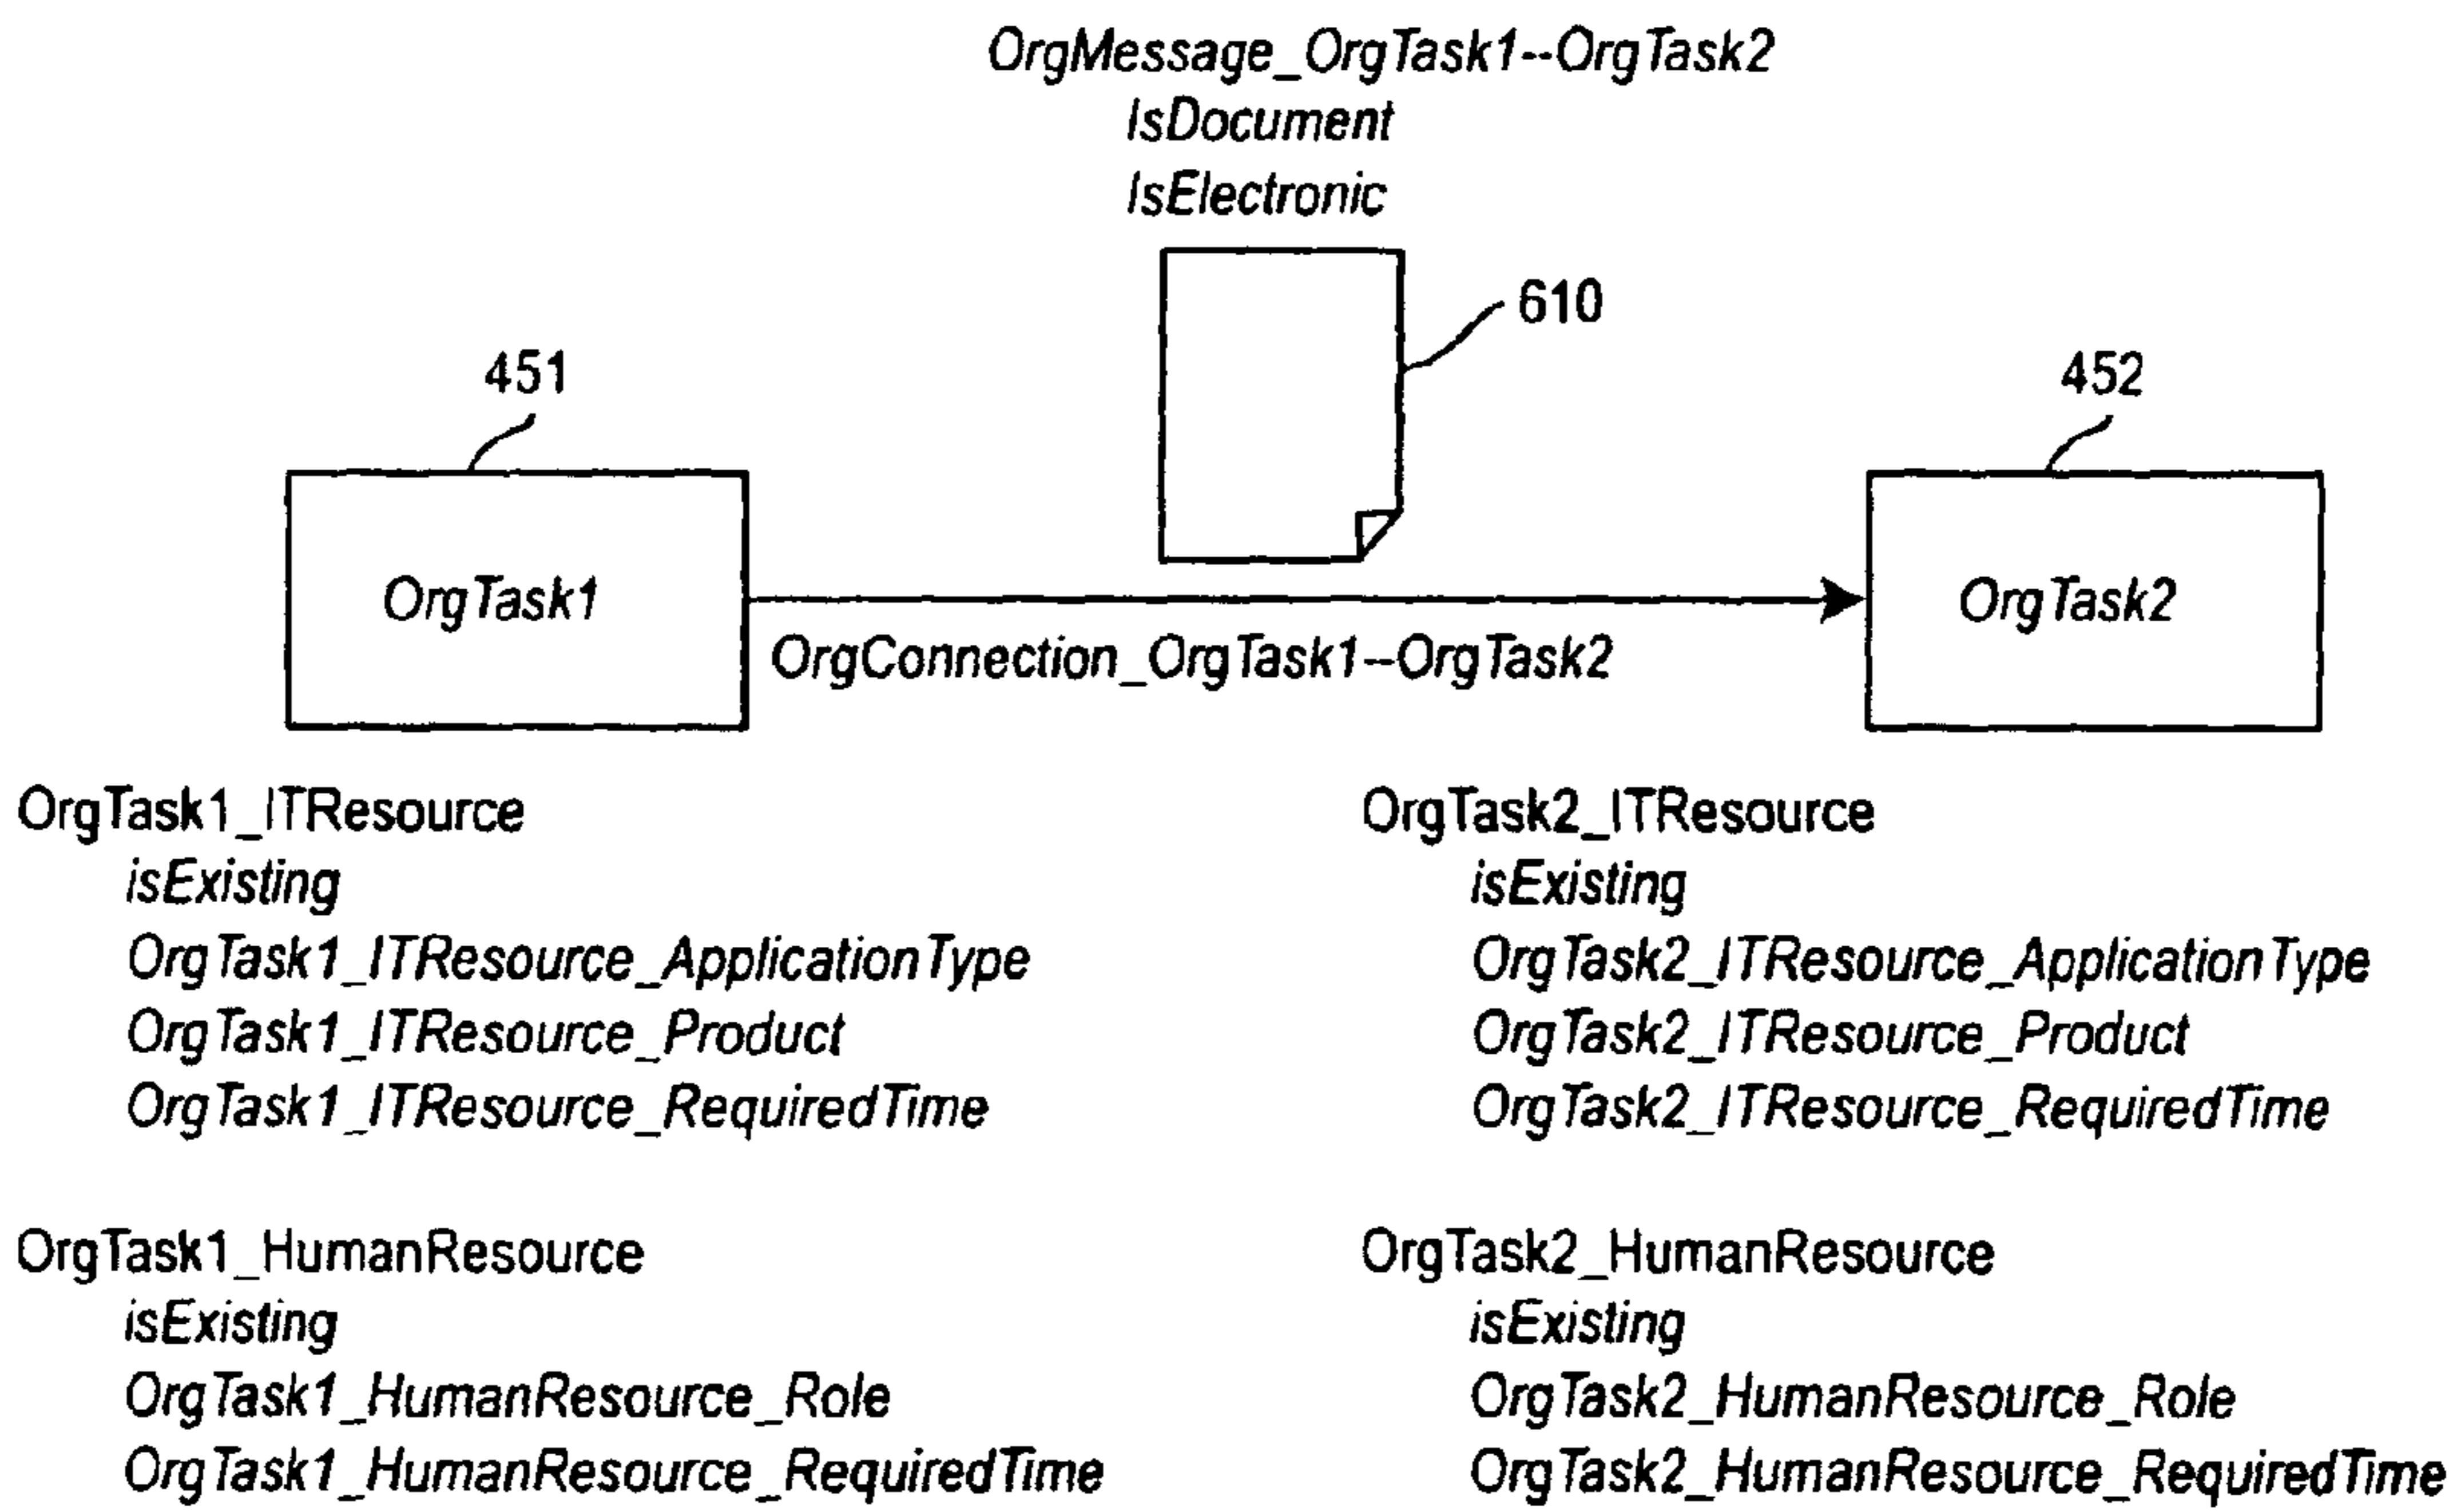 OrgMessage_OrgTask1--OrgTask2
IsDocument
IsElectronic
610
451
452
OrgTask1
OrgTask2
OrgConnection_OrgTask1--OrgTask2
OrgTask1_ITResource
isExisting
OrgTask1_ITResource_ApplicationType
OrgTask1_ITResource_Product
OrgTask1_ITResource_RequiredTime
OrgTask1_HumanResource
isExisting
OrgTask1_HumanResource_Role
OrgTask1_HumanResource_RequiredTime
OrgTask2_ITResource
isExisting
OrgTask2_ITResource_ApplicationType
OrgTask2_ITResource_Product
OrgTask2_ITResource_RequiredTime
OrgTask2_HumanResource
isExisting
OrgTask2_HumanResource_Role
OrgTask2_HumanResource_RequiredTime